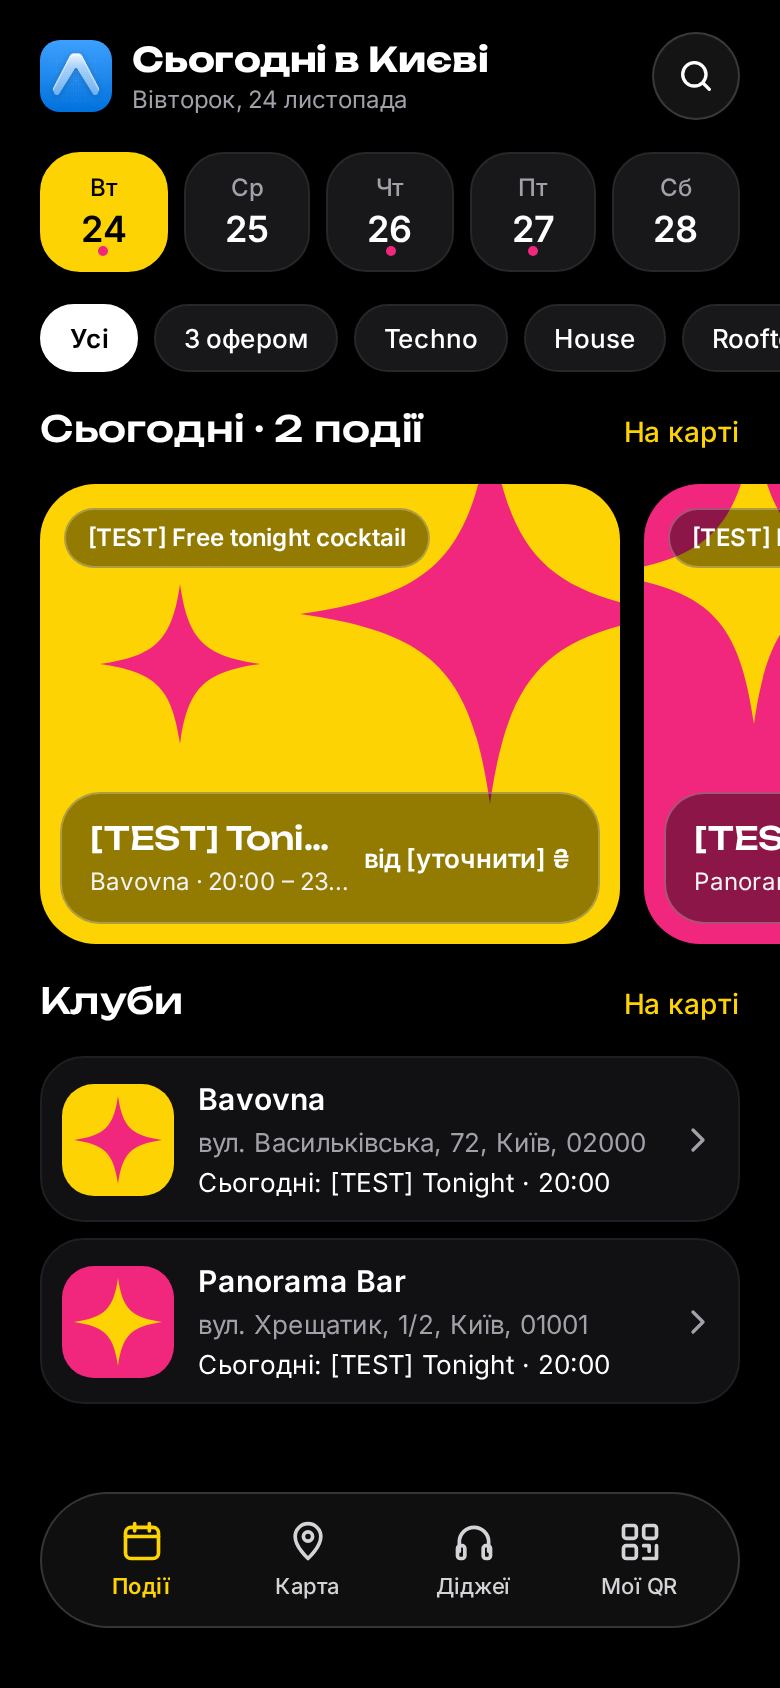 Сьогодні в Києві
Вівторок, 24 листопада
Вт Ср Чт Пт Сб
24 25 26 27 28
Усі З офером Techno House
Сьогодні · 2 події На карті
[TEST] Free tonight cocktail [TEST]
[TEST] Toni...
від [уточнити] ₴
Bavovna · 20:00 – 23...
Клуби На карті
Bavovna
вул. Васильківська, 72, Київ, 02000
Сьогодні: [TEST] Tonight · 20:00
Panorama Bar
вул. Хрещатик, 1/2, Київ, 01001
Сьогодні: [TEST] Tonight · 20:00
Події Карта Діджеї Мої QR